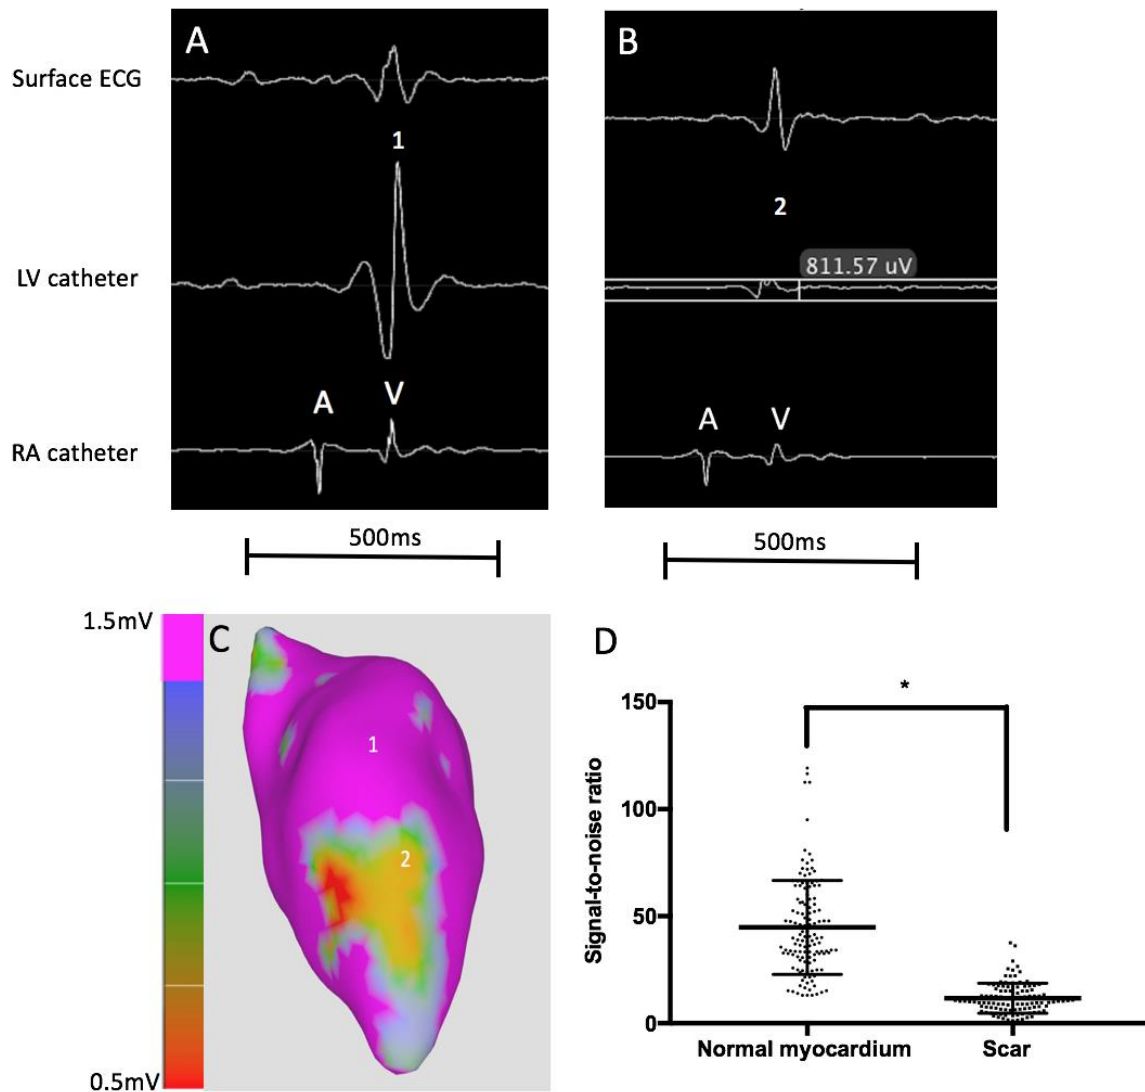 A
B
Surface ECG
1
2
811.57 uV
LV catheter
A
V
A
V
RA catheter
500ms
500ms
1.5mV
C
1
2
0.5mV
D
*
Signal-to-noise ratio
150
100
50
0
Normal myocardium
Scar